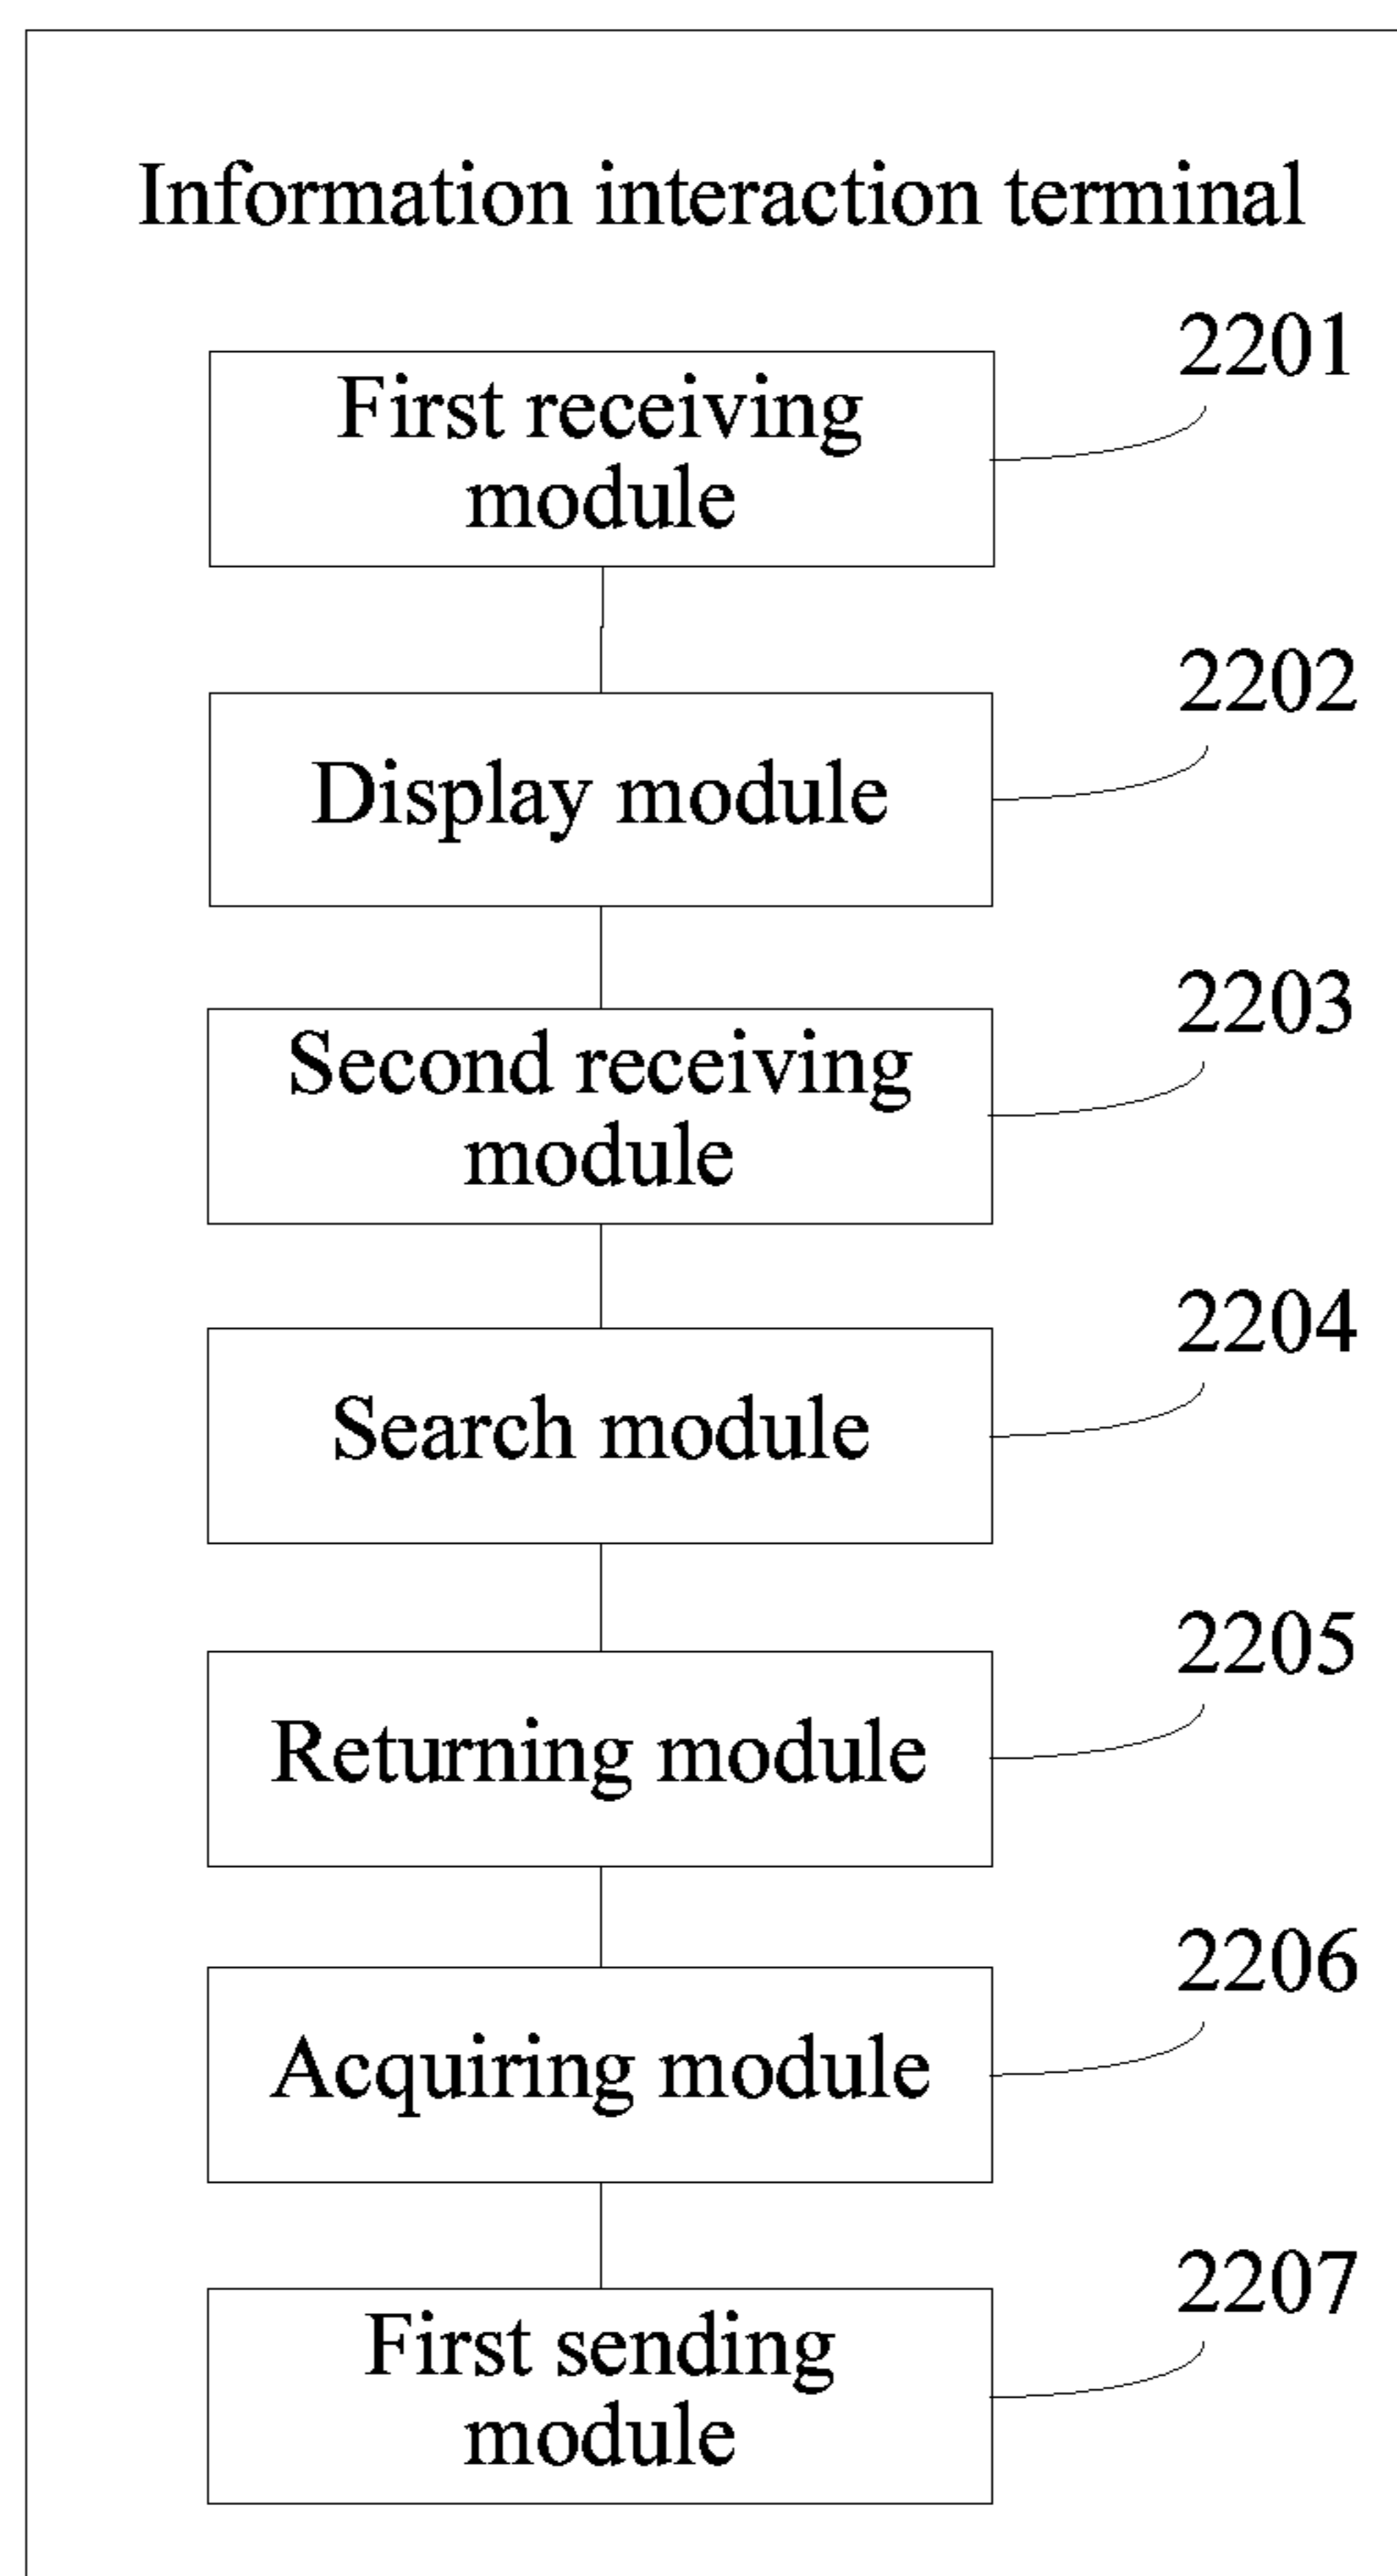 Information interaction terminal
2201
First receiving
module
2202
Display module
2203
Second receiving
module
2204
Search module
2205
Returning module
2206
Acquiring module
2207
First sending
module